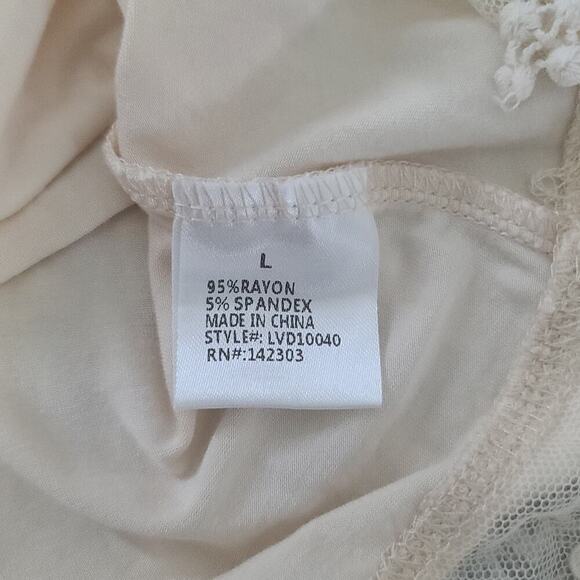 L
95%RAYON
5% SPANDEX
MADE IN CHINA
STYLE#: LVD10040
RN#:142303